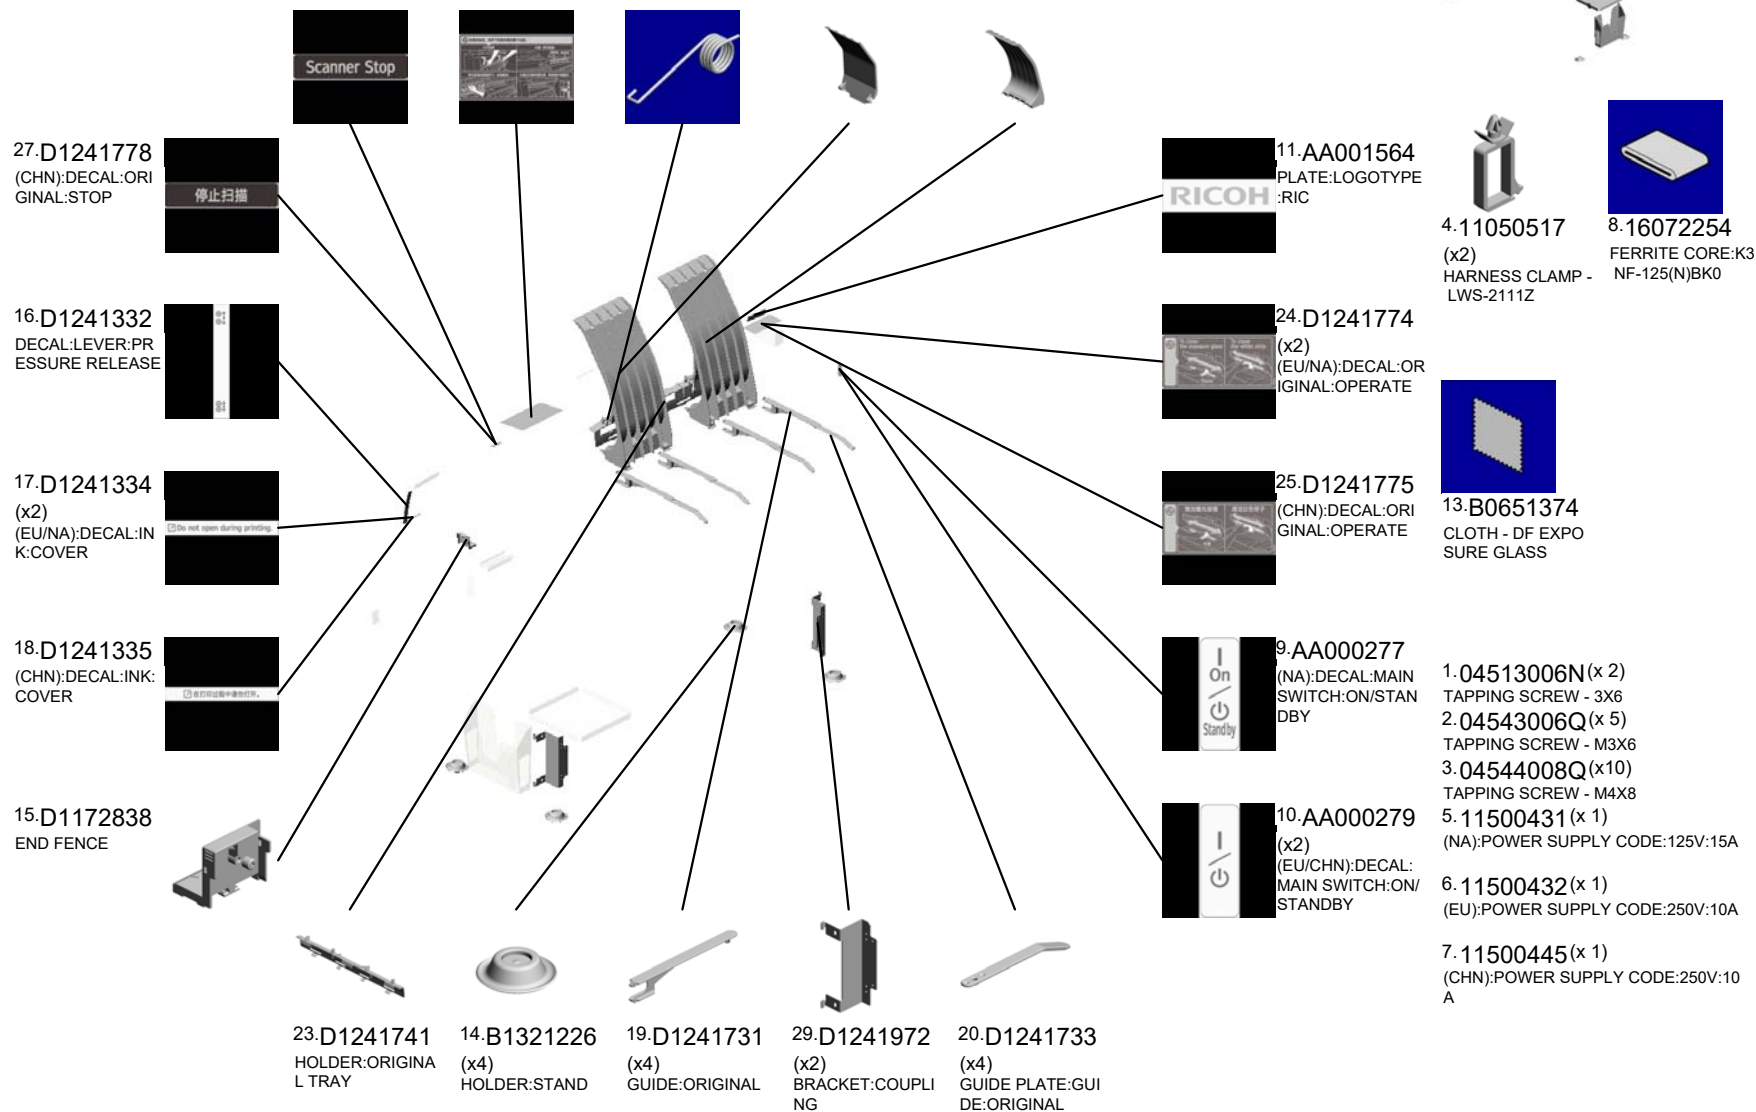 Scanner Stop
27.D1241778
(CHN):DECAL:ORI
GINAL:STOP
停止扫描
16.D1241332
DECAL:LEVER:PR
ESSURE RELEASE
17.D1241334
(x2)
(EU/NA):DECAL:IN
K:COVER
Do not open during printing.
18.D1241335
(CHN):DECAL:INK:
COVER
15.D1172838
END FENCE
23.D1241741
HOLDER:ORIGINA
L TRAY
14.B1321226
(x4)
HOLDER:STAND
19.D1241731
(x4)
GUIDE:ORIGINAL
29.D1241972
(x2)
BRACKET:COUPLI
NG
20.D1241733
(x4)
GUIDE PLATE:GUI
DE:ORIGINAL
RICOH
11.AA001564
PLATE:LOGOTYPE
:RIC
24.D1241774
(x2)
(EU/NA):DECAL:OR
IGINAL:OPERATE
25.D1241775
(CHN):DECAL:ORI
GINAL:OPERATE
On
Standby
9.AA000277
(NA):DECAL:MAIN
SWITCH:ON/STAN
DBY
10.AA000279
(x2)
(EU/CHN):DECAL:
MAIN SWITCH:ON/
STANDBY
4.11050517
(x2)
HARNESS CLAMP -
LWS-2111Z
8.16072254
FERRITE CORE:K3
NF-125(N)BK0
13.B0651374
CLOTH - DF EXPO
SURE GLASS
1.04513006N(x 2)
TAPPING SCREW - 3X6
2.04543006Q(x 5)
TAPPING SCREW - M3X6
3.04544008Q(x10)
TAPPING SCREW - M4X8
5.11500431(x 1)
(NA):POWER SUPPLY CODE:125V:15A
6.11500432(x 1)
(EU):POWER SUPPLY CODE:250V:10A
7.11500445(x 1)
(CHN):POWER SUPPLY CODE:250V:10
A